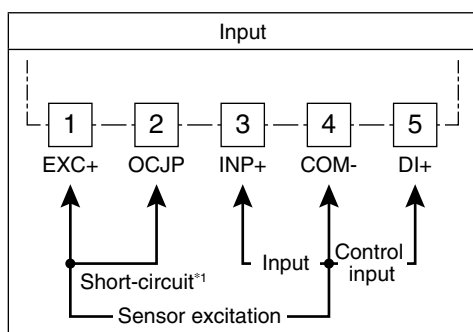 Input
1 2 3 4 5
EXC+ OCJP INP+ COM- DI+
Input Control
input
Short-circuit*1
Sensor excitation